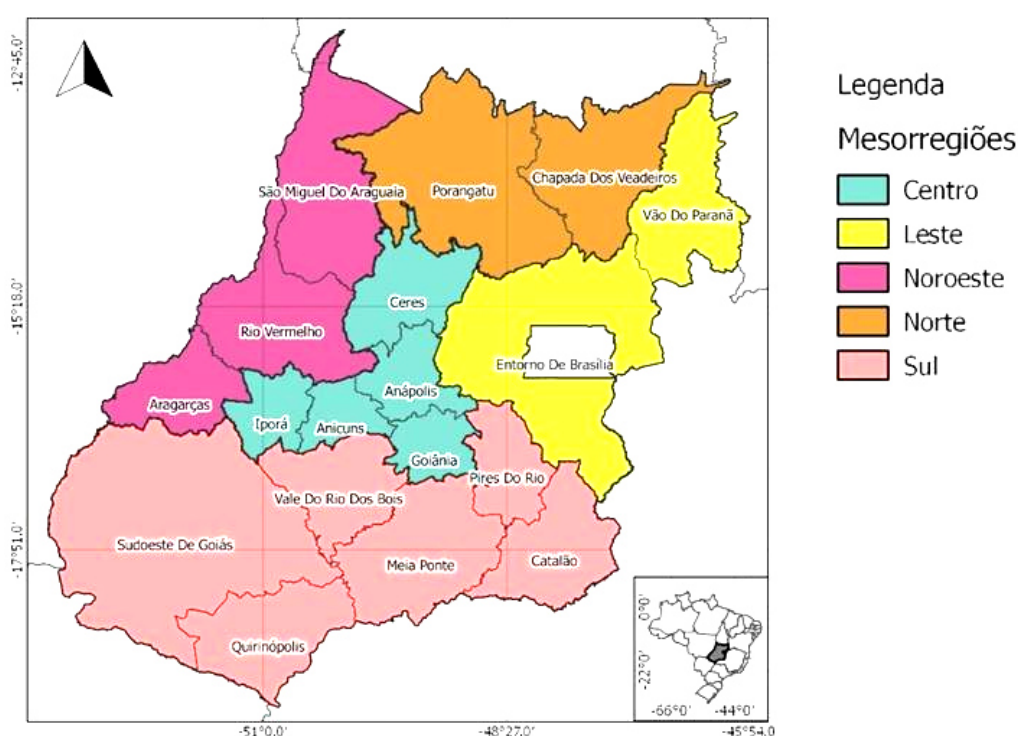 -12°45.0'
-15°18.0'
-17°51.0'
São Miguel Do Araguaia
Porangatu
Chapada Dos Veadeiros
Vão Do Paranã
Ceres
Rio Vermelho
Entorno De Brasília
Anápolis
Aragarças
Iporá
Anicuns
Goiânia
Pires Do Rio
Vale Do Rio Dos Bois
Sudoeste De Goiás
Meia Ponte
Catalão
Quirinópolis
-51°0.0'
-48°27.0'
-45°54.0'
0°0'
-22°0'
-66°0'
-44°0'
Legenda
Mesorregiões
Centro
Leste
Noroeste
Norte
Sul